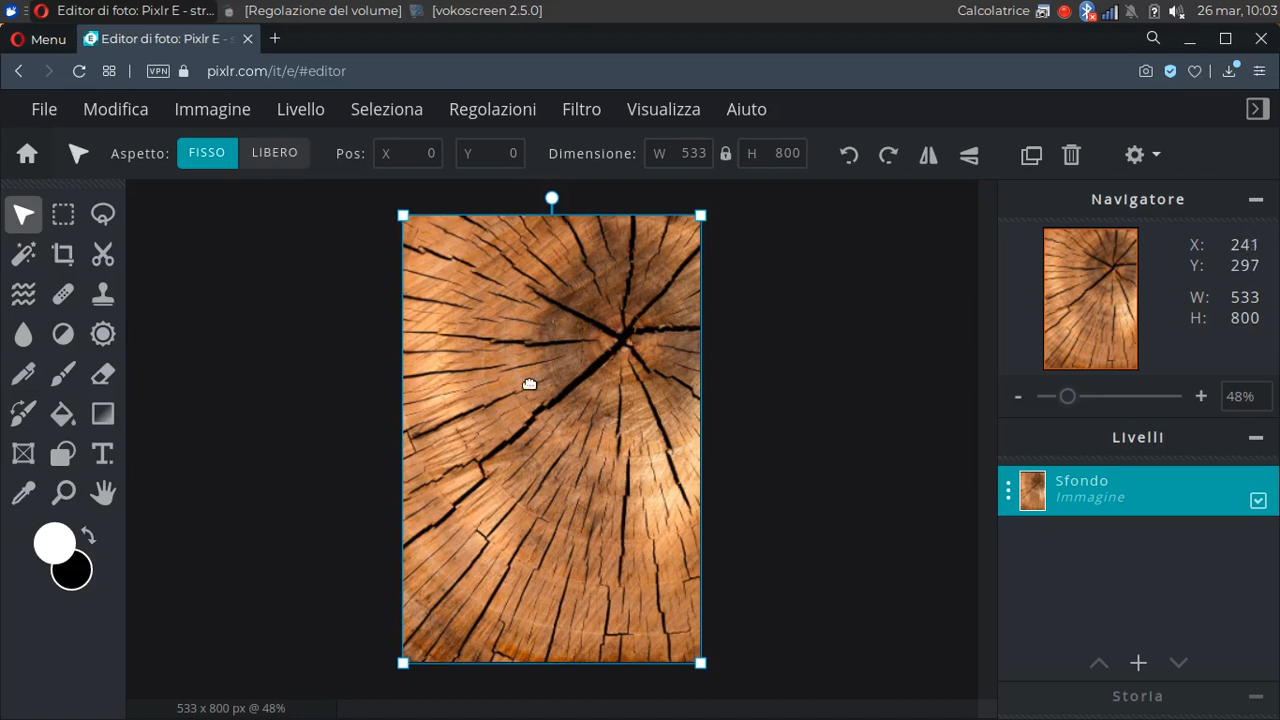 Editor di foto: Pixlr E - str... [Regolazione del volume] [vokoscreen 2.5.0] Calcolatrice 26 mar, 10:03
Menu Editor di foto: Pixlr E - s
VPN pixlr.com/it/e/#editor
File Modifica Immagine Livello Seleziona Regolazioni Filtro Visualizza Aiuto
Aspetto: FISSO LIBERO Pos: X 0 Y 0 Dimensione: W 533 H 800
Navigatore
X: 241
Y: 297
W: 533
H: 800
- + 48%
Livelli
Sfondo
Immagine
Storia
533 x 800 px @ 48%